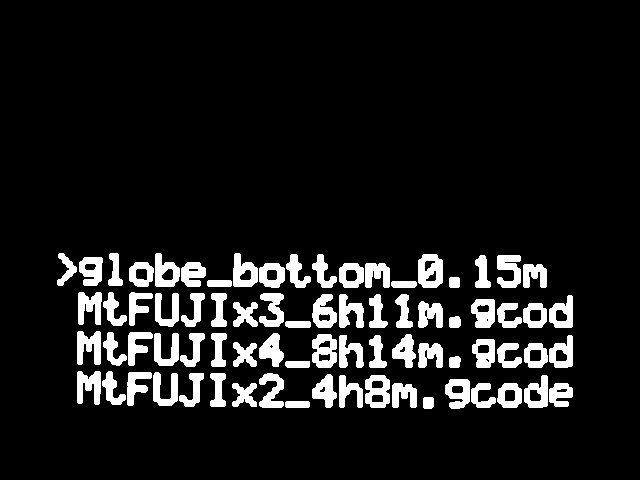 >globe_bottom_0.15m
MtFUJIx3_6h11m.gcod
MtFUJIx4_8h14m.gcod
MtFUJIx2_4h8m.gcode